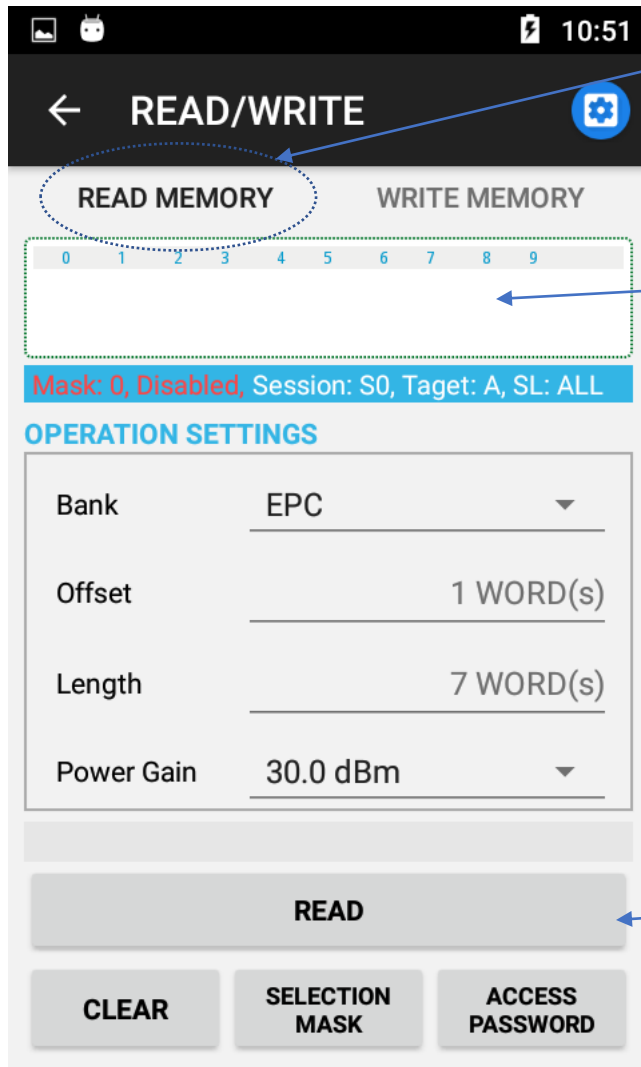 10:51
READ/WRITE
READ MEMORY WRITE MEMORY
0 1 2 3 4 5 6 7 8 9
Mask: 0, Disabled, Session: S0, Taget: A, SL: ALL
OPERATION SETTINGS
Bank EPC
Offset 1 WORD(s)
Length 7 WORD(s)
Power Gain 30.0 dBm
READ
CLEAR
SELECTION
MASK
ACCESS
PASSWORD